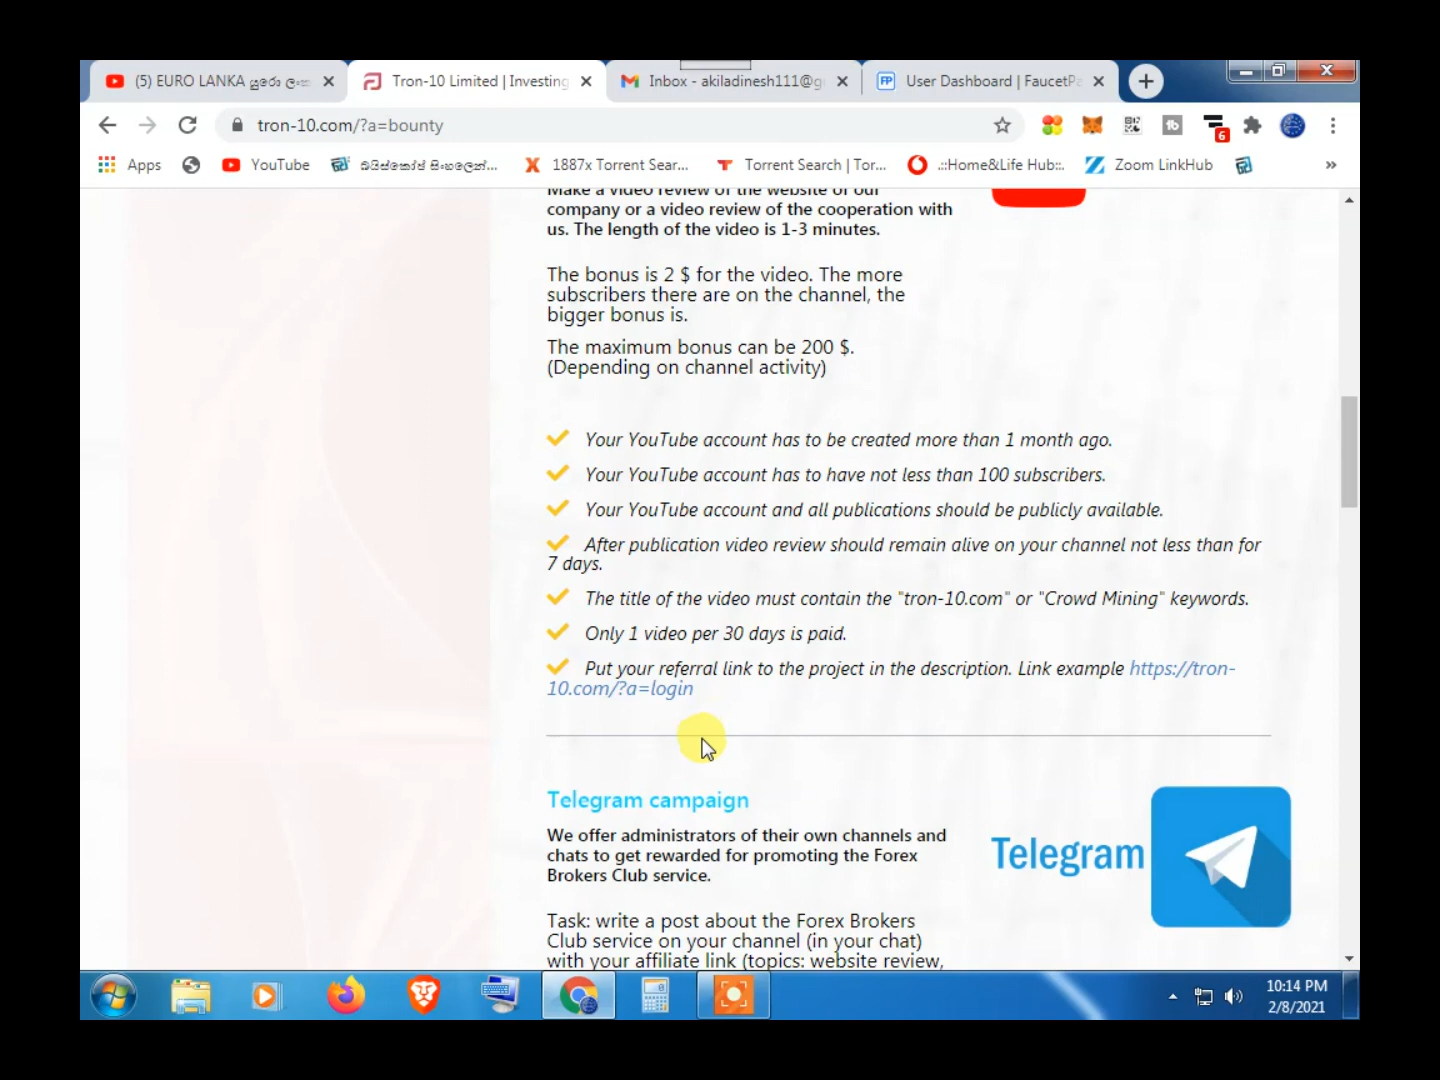 (5) EURO LANKA යුරෝ ලංක
Tron-10 Limited | Investing
Inbox - akiladinesh111@g
User Dashboard | FaucetPa
tron-10.com/?a=bounty
6
Apps
YouTube
1887x Torrent Sear...
Torrent Search | Tor...
.::Home&Life Hub::.
Zoom LinkHub
»
Make a video review of the website of our
company or a video review of the cooperation with
us. The length of the video is 1-3 minutes.
The bonus is 2 $ for the video. The more
subscribers there are on the channel, the
bigger bonus is.
The maximum bonus can be 200 $.
(Depending on channel activity)
Your YouTube account has to be created more than 1 month ago.
Your YouTube account has to have not less than 100 subscribers.
Your YouTube account and all publications should be publicly available.
After publication video review should remain alive on your channel not less than for
7 days.
The title of the video must contain the "tron-10.com" or "Crowd Mining" keywords.
Only 1 video per 30 days is paid.
Put your referral link to the project in the description. Link example https://tron-
10.com/?a=login
Telegram campaign
We offer administrators of their own channels and
chats to get rewarded for promoting the Forex
Brokers Club service.
Telegram
Task: write a post about the Forex Brokers
Club service on your channel (in your chat)
with your affiliate link (topics: website review,
10:14 PM
2/8/2021